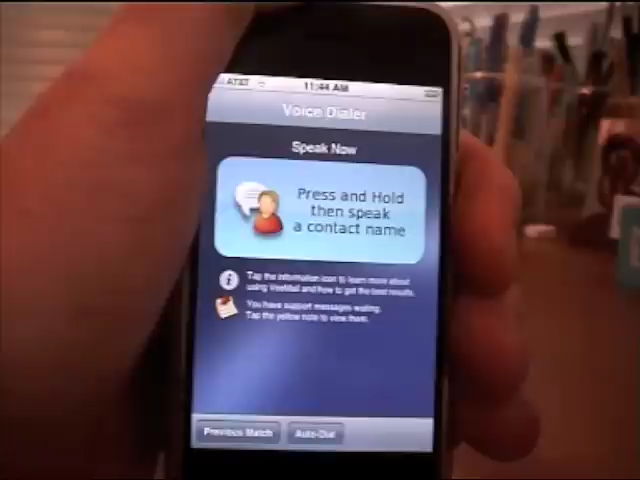 AT&T 11:44 AM
Voice Dialer
Speak Now
Press and Hold
then speak
a contact name
Tap the information icon to learn more about
using and how to get the best results.
You have support messages waiting.
Tap the yellow note to view them.
Previous Match Auto-Dial